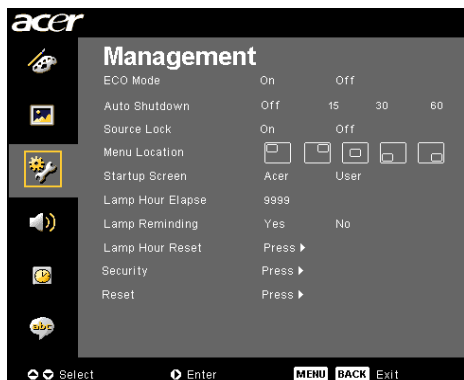 acer
Management
ECO Mode On Off
Auto Shutdown Off 15 30 60
Source Lock On Off
Menu Location
Startup Screen Acer User
Lamp Hour Elapse 9999
Lamp Reminding Yes No
Lamp Hour Reset Press
Security Press
Reset Press
abc
Select Enter MENU BACK Exit